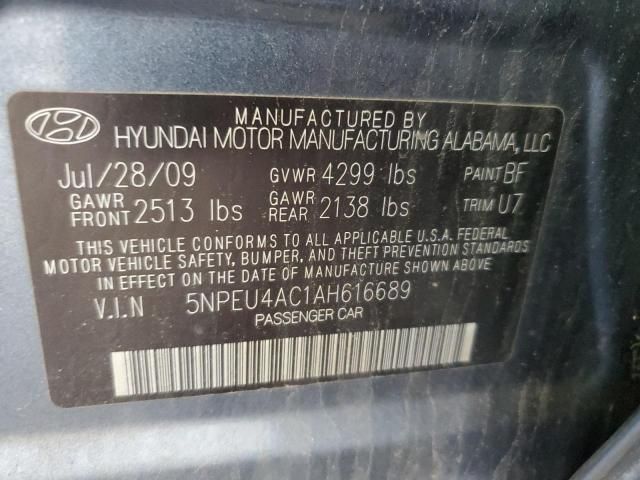 MANUFACTURED BY
HYUNDAI MOTOR MANUFACTURING ALABAMA, LLC
Jul/28/09 GVWR 4299 lbs PAINT BF
GAWR FRONT 2513 lbs GAWR REAR 2138 lbs TRIM U7
THIS VEHICLE CONFORMS TO ALL APPLICABLE U.S.A. FEDERAL
MOTOR VEHICLE SAFETY, BUMPER, AND THEFT PREVENTION STANDARDS
IN EFFECT ON THE DATE OF MANUFACTURE SHOWN ABOVE
V.I.N 5NPEU4AC1AH616689
PASSENGER CAR